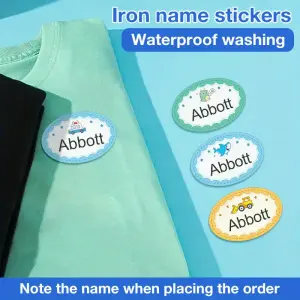 Iron name stickers
Waterproof washing
Abbott
Abbott
Abbott
Abbott
Note the name when placing the order